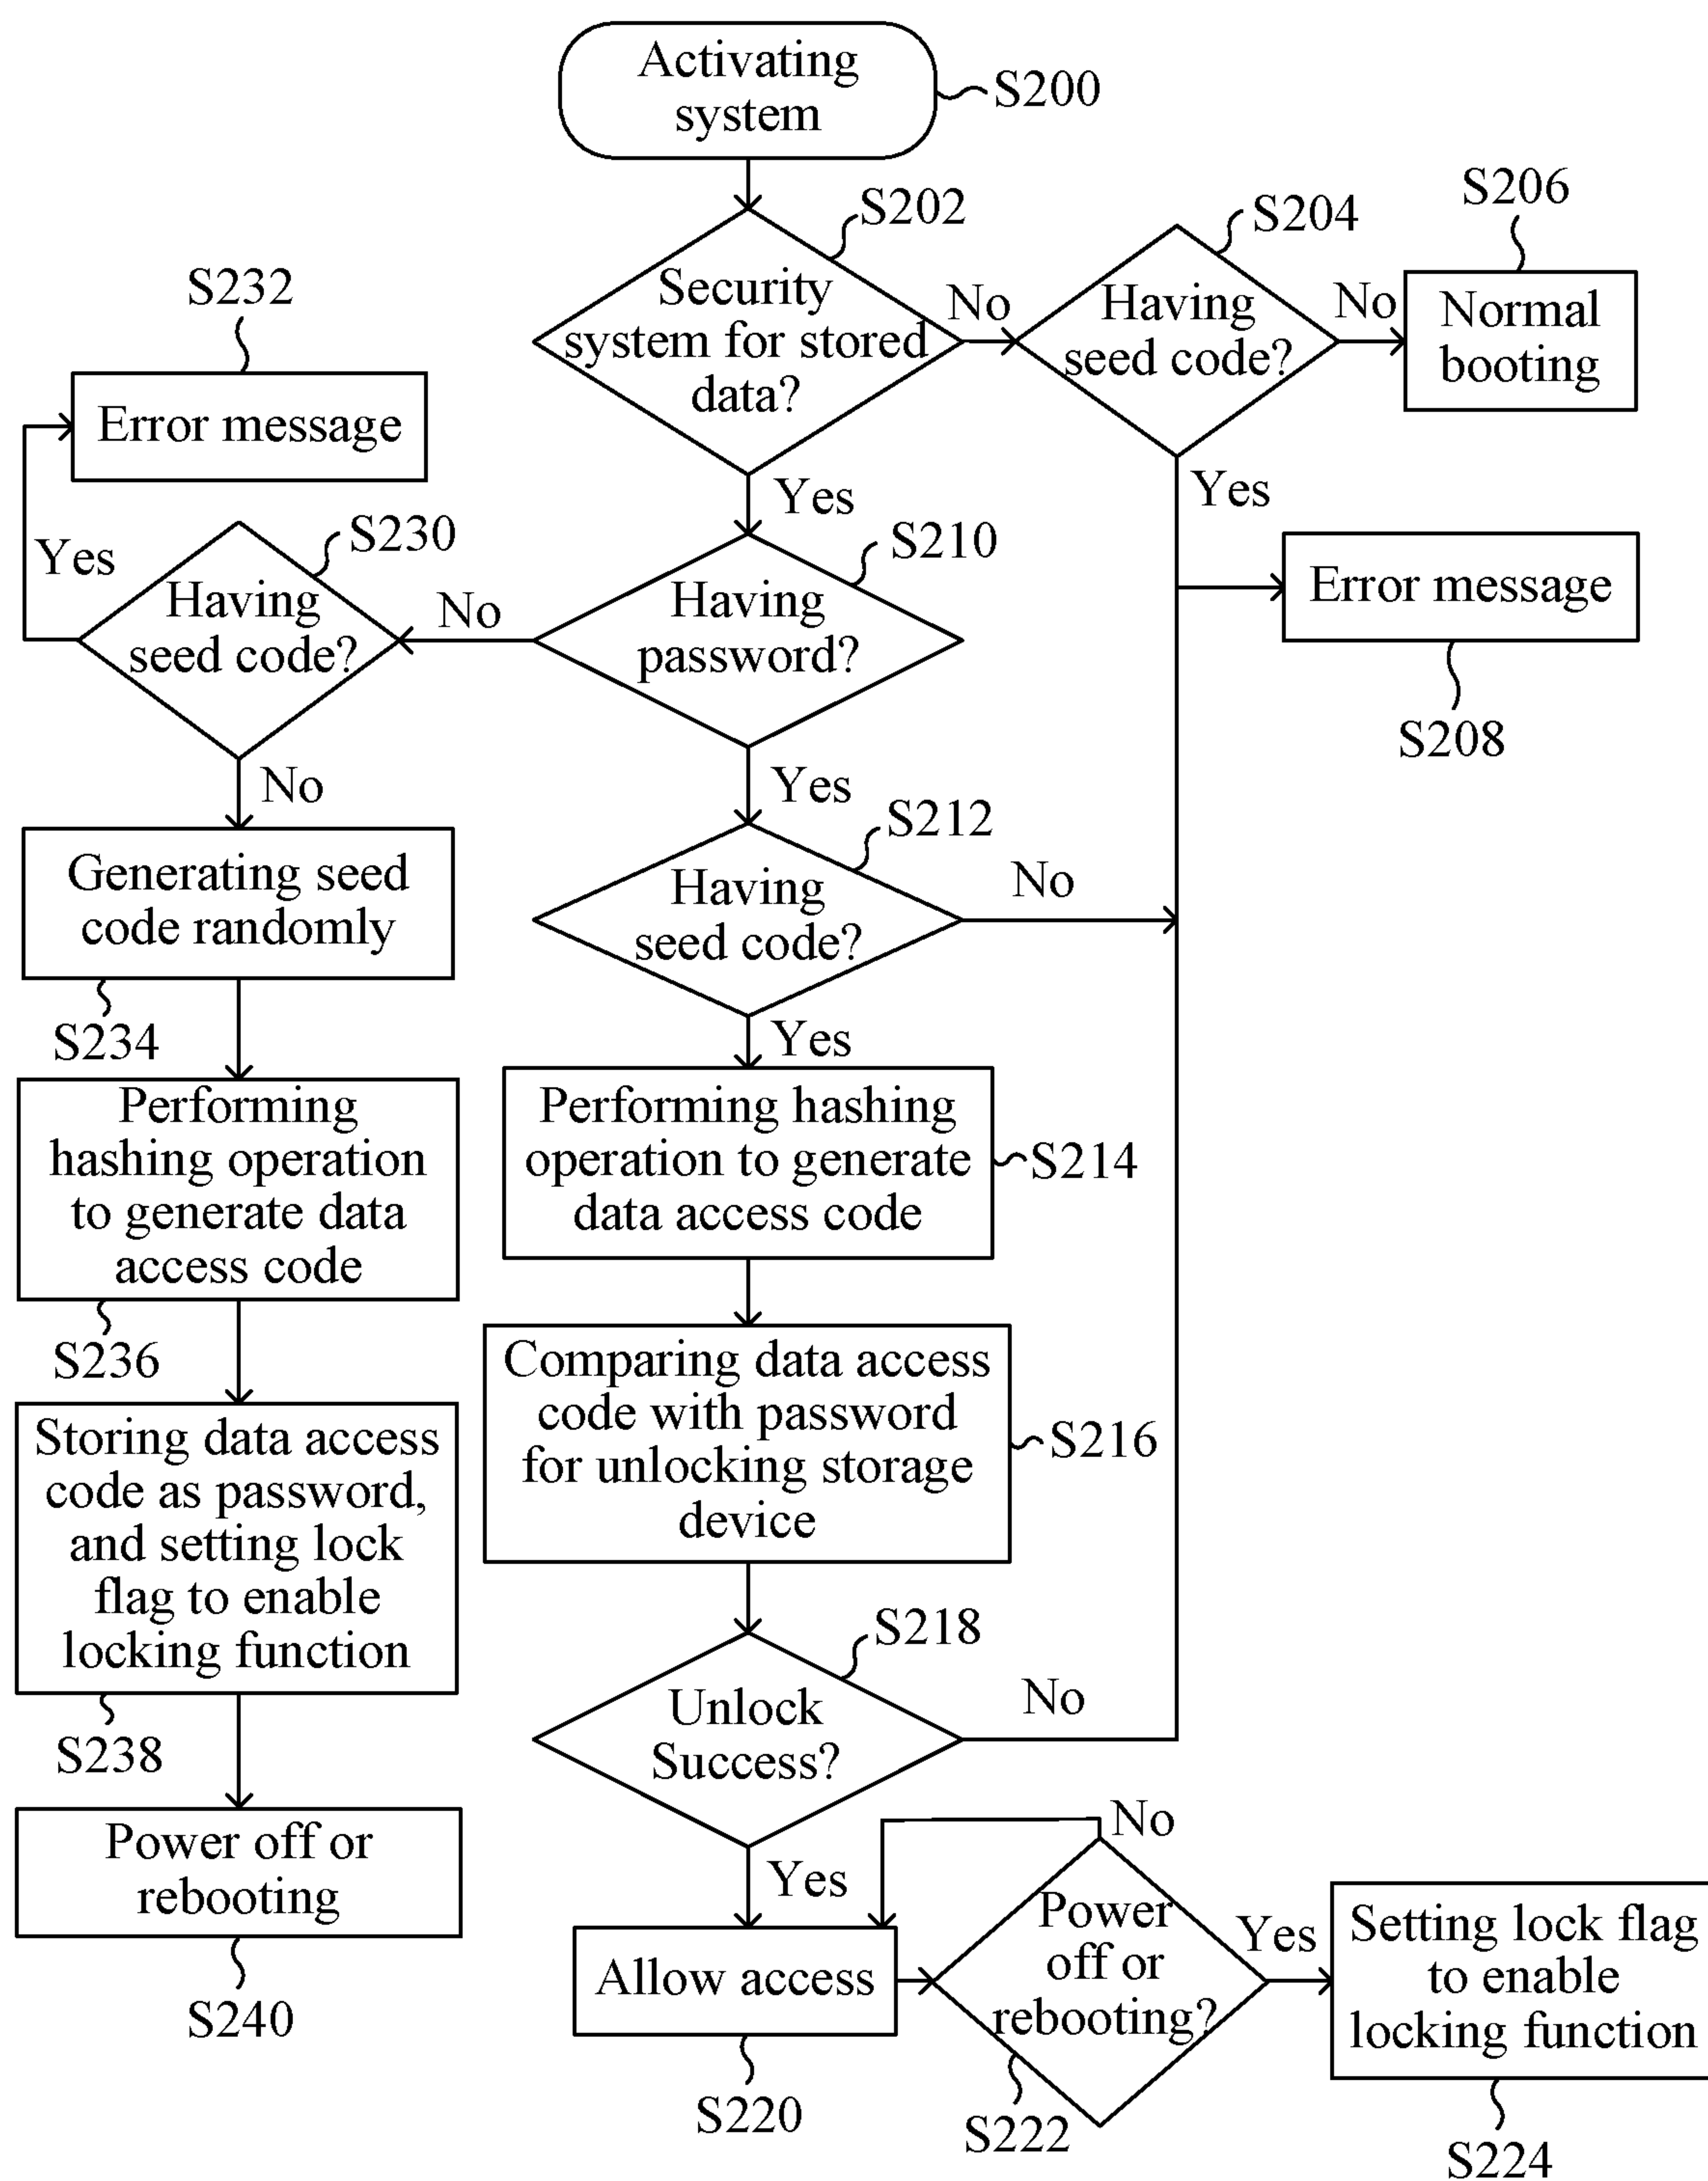 Activating
system
S200
S202
Security
system for stored
data?
No
S204
Having
seed code?
No
S206
Normal
booting
Yes
Error message
S208
S232
Error message
Yes
S230
Having
seed code?
No
Yes
S210
Having
password?
No
Generating seed
code randomly
S234
Yes
S212
Having
seed code?
No
Performing
hashing operation
to generate data
access code
S236
Yes
Performing hashing
operation to generate
data access code
S214
Storing data access
code as password,
and setting lock
flag to enable
locking function
S238
Comparing data access
code with password
for unlocking storage
device
S216
Power off or
rebooting
S240
S218
Unlock
Success?
No
Yes
Allow access
S220
No
Power
off or
rebooting?
S222
Yes
Setting lock flag
to enable
locking function
S224